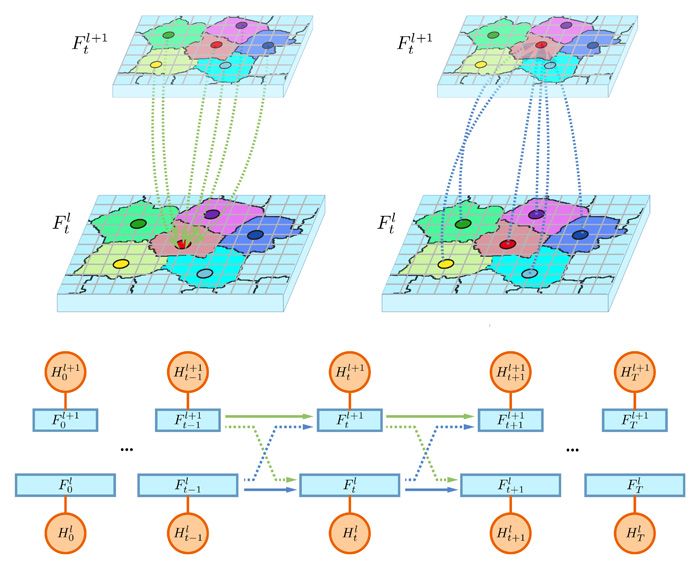 F_t^{l+1} F_t^{l+1}
F_t^l F_t^l
H_0^{l+1} H_{t-1}^{l+1} H_t^{l+1} H_{t+1}^{l+1} H_T^{l+1}
F_0^{l+1} F_{t-1}^{l+1} F_t^{l+1} F_{t+1}^{l+1} F_T^{l+1}
... ...
F_0^l F_{t-1}^l F_t^l F_{t+1}^l F_T^l
H_0^l H_{t-1}^l H_t^l H_{t+1}^l H_T^l